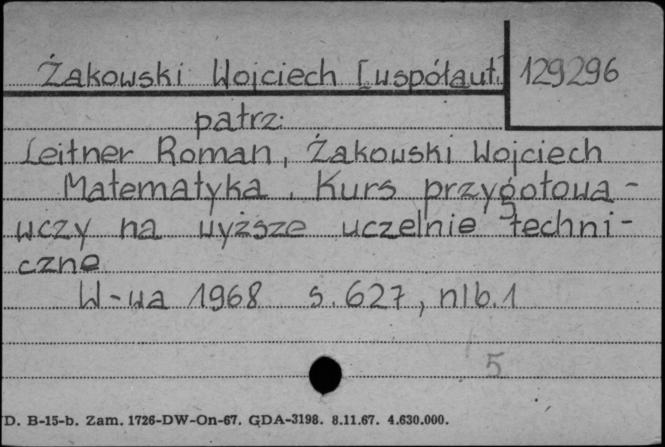 Żakowski Wojciech [współaut.] 129296
patrz:
Leitner Roman, Żakowski Wojciech
Matematyka. Kurs przygotowa-
wczy na wyższe uczelnie techni-
czne
W-wa 1968 s. 627, nlb. 1
5
D. B-15-b. Zam. 1726-DW-On-67. GDA-3198. 8.11.67. 4.630.000.